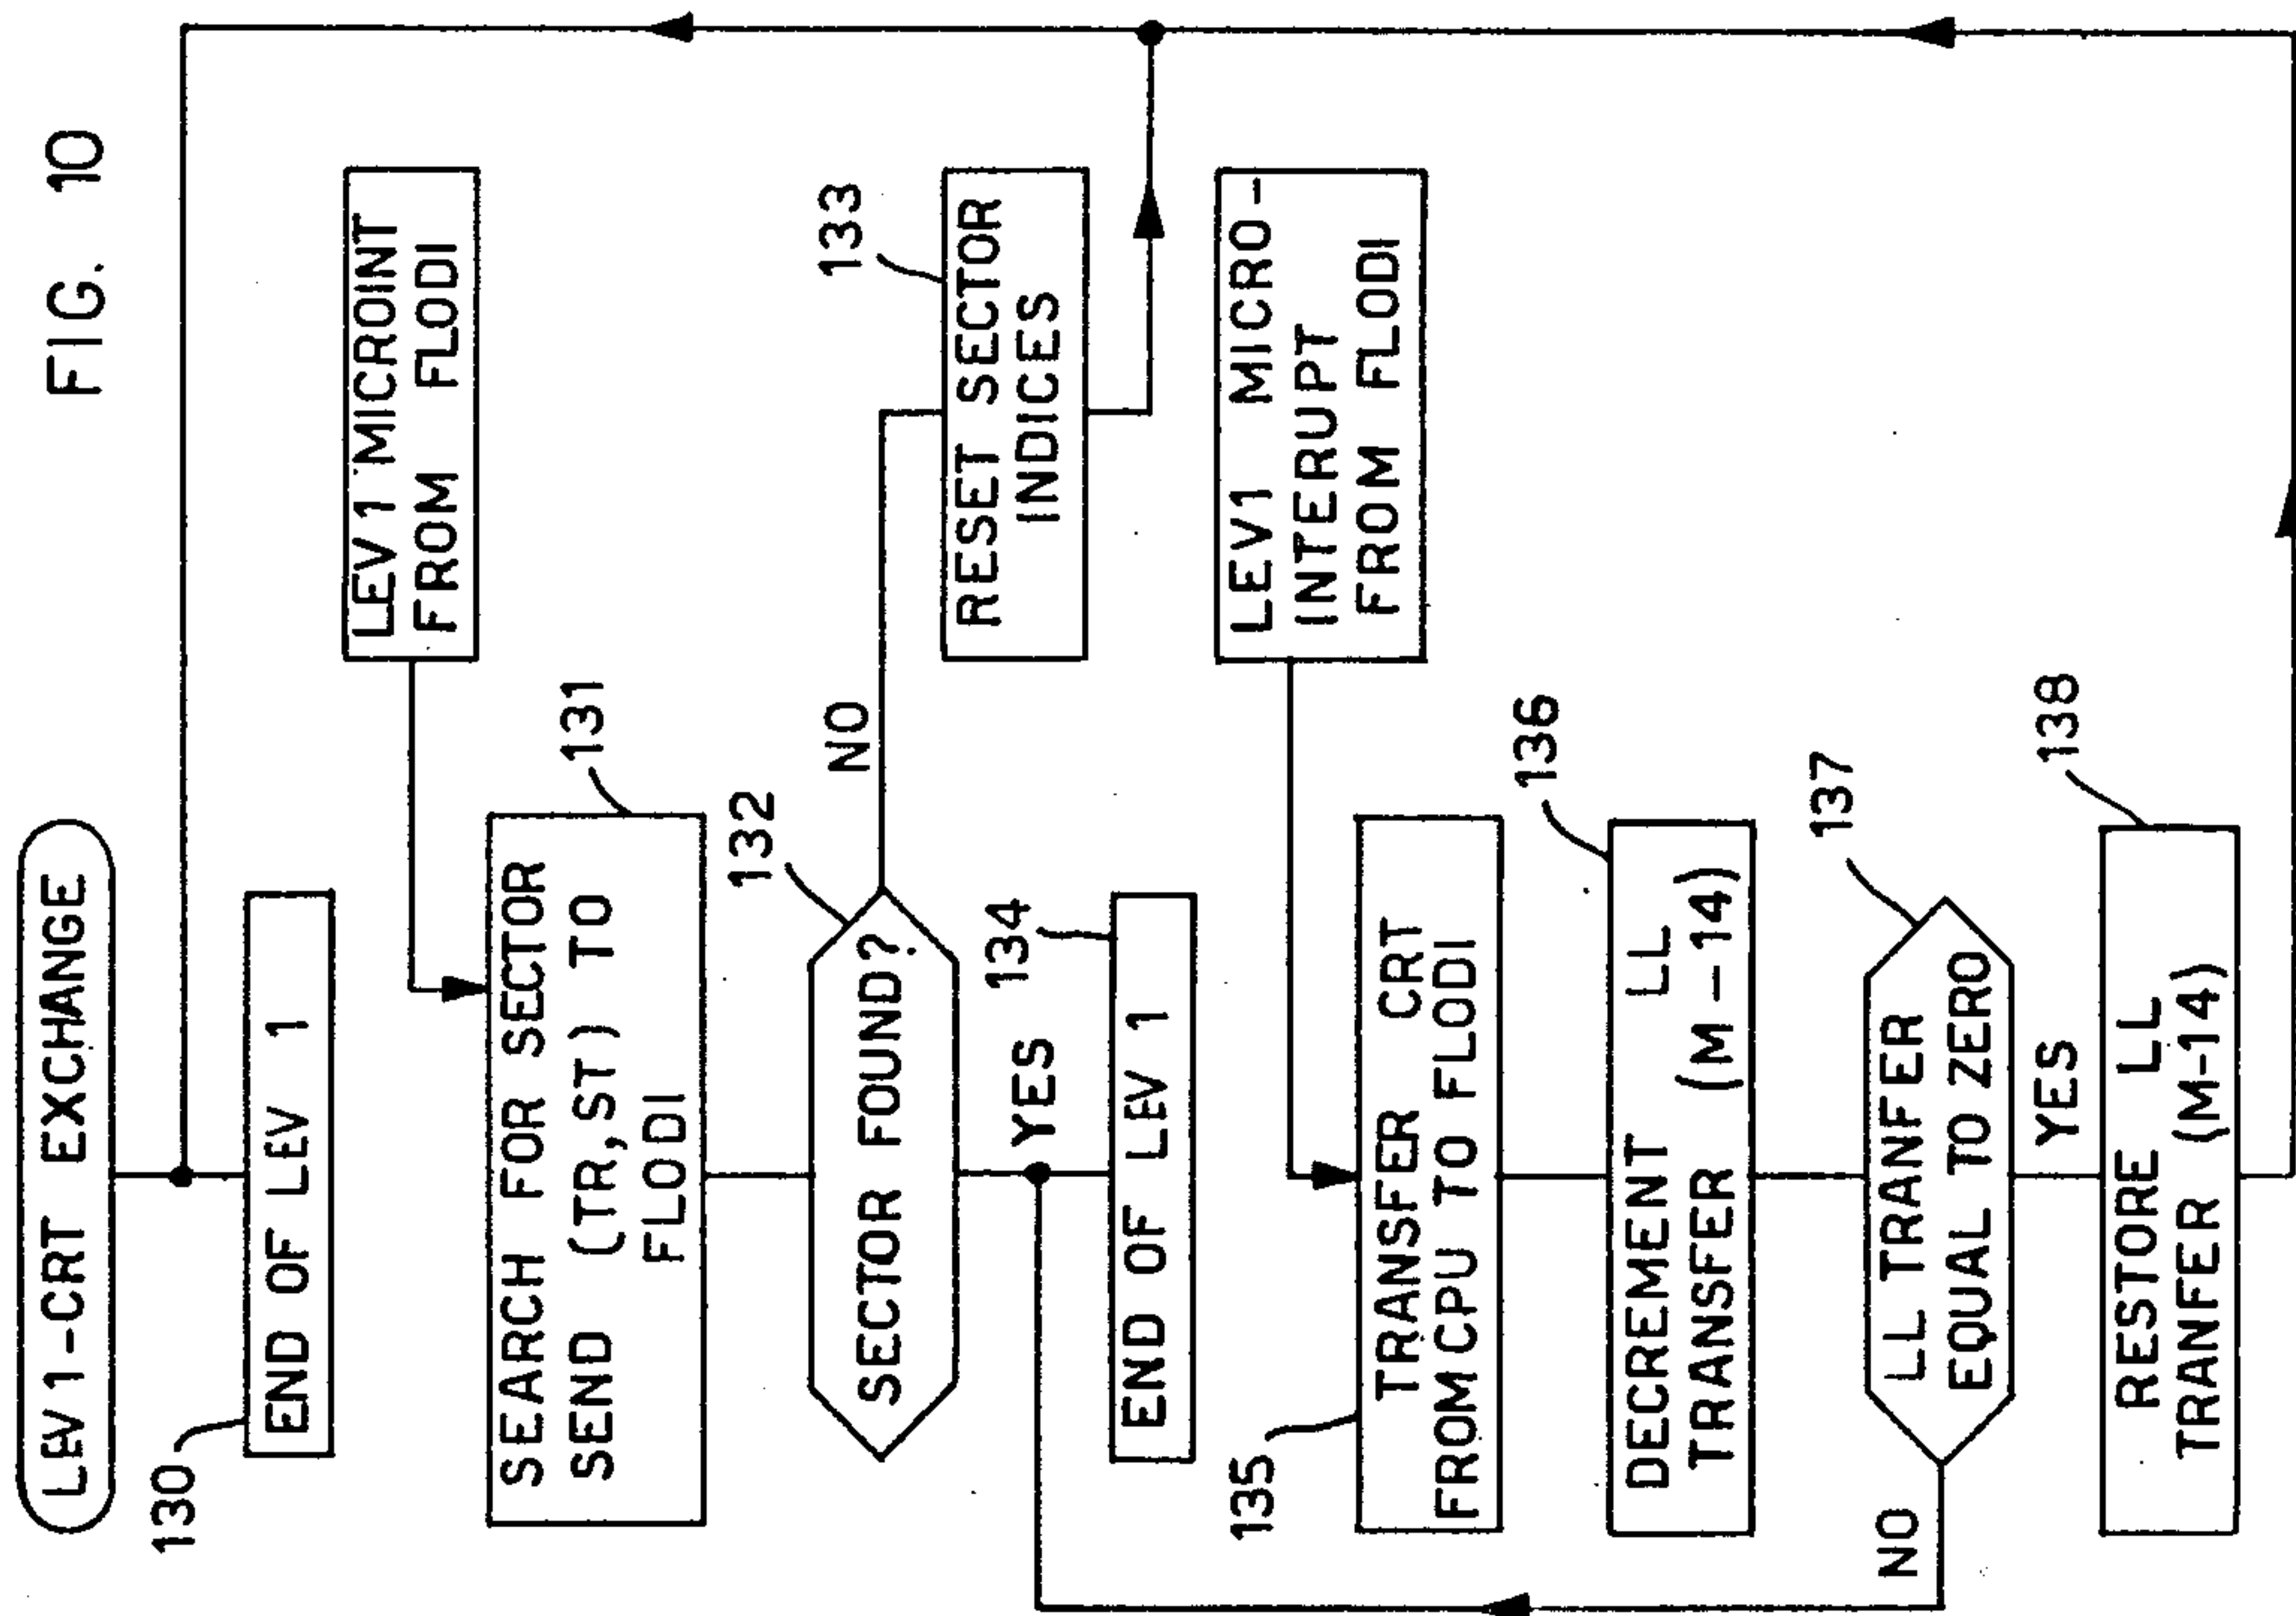 FIG. 10
LEV1-CRT EXCHANGE
130
END OF LEV 1
LEV1 MICROINT
FROM FLODI
131
SEARCH FOR SECTOR
SEND (TR,ST) TO
FLODI
132
SECTOR FOUND?
NO
133
RESET SECTOR
INDICES
YES
134
END OF LEV 1
LEV1 MICRO-
INTERUPT
FROM FLODI
135
TRANSFER CRT
FROM CPU TO FLODI
136
DECREMENT LL
TRANSFER (M-14)
137
LL TRANFER
EQUAL TO ZERO
NO
YES
138
RESTORE LL
TRANSFER (M-14)